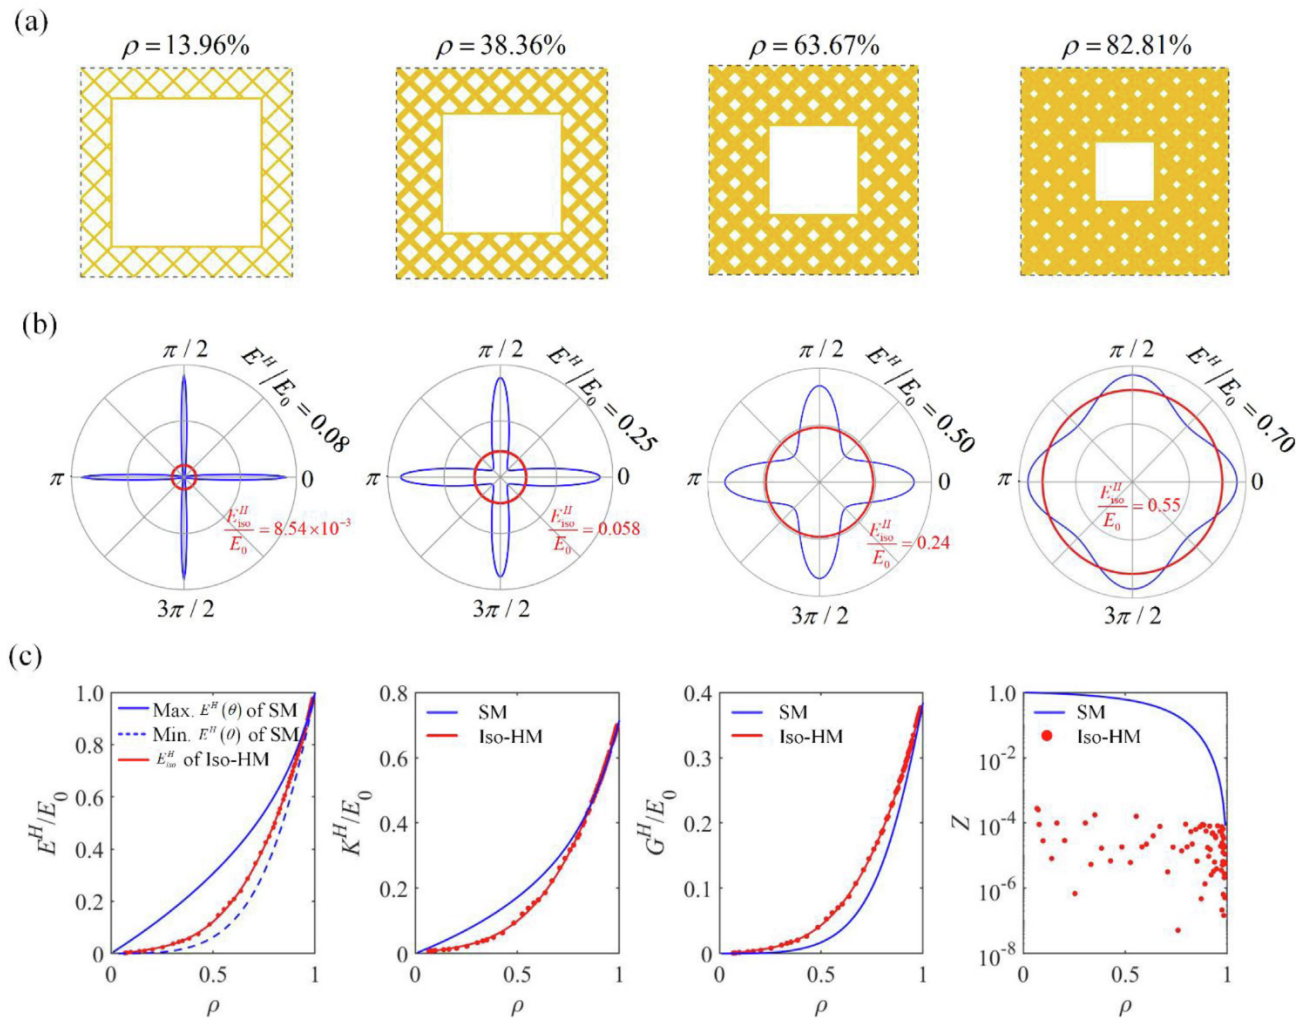 (a)
ρ = 13.96%
ρ = 38.36%
ρ = 63.67%
ρ = 82.81%
(b)
π / 2
E^H/E_0 = 0.08
π
0
3π / 2
E_iso^H/E_0 = 8.54×10^-3
π / 2
E^H/E_0 = 0.25
π
0
3π / 2
E_iso^H/E_0 = 0.058
π / 2
E^H/E_0 = 0.50
π
0
3π / 2
E_iso^H/E_0 = 0.24
π / 2
E^H/E_0 = 0.70
π
0
3π / 2
E_iso^H/E_0 = 0.55
(c)
1.0
0.8
0.6
0.4
0.2
0
E^H/E_0
Max. E^H(θ) of SM
Min. E^H(θ) of SM
E_iso^H of Iso-HM
0
0.5
1
ρ
0.8
0.6
0.4
0.2
0
K^H/E_0
SM
Iso-HM
0
0.5
1
ρ
0.4
0.3
0.2
0.1
0
G^H/E_0
SM
Iso-HM
0
0.5
1
ρ
1.0
10^-2
10^-4
10^-6
10^-8
Z
SM
Iso-HM
0
0.5
1
ρ